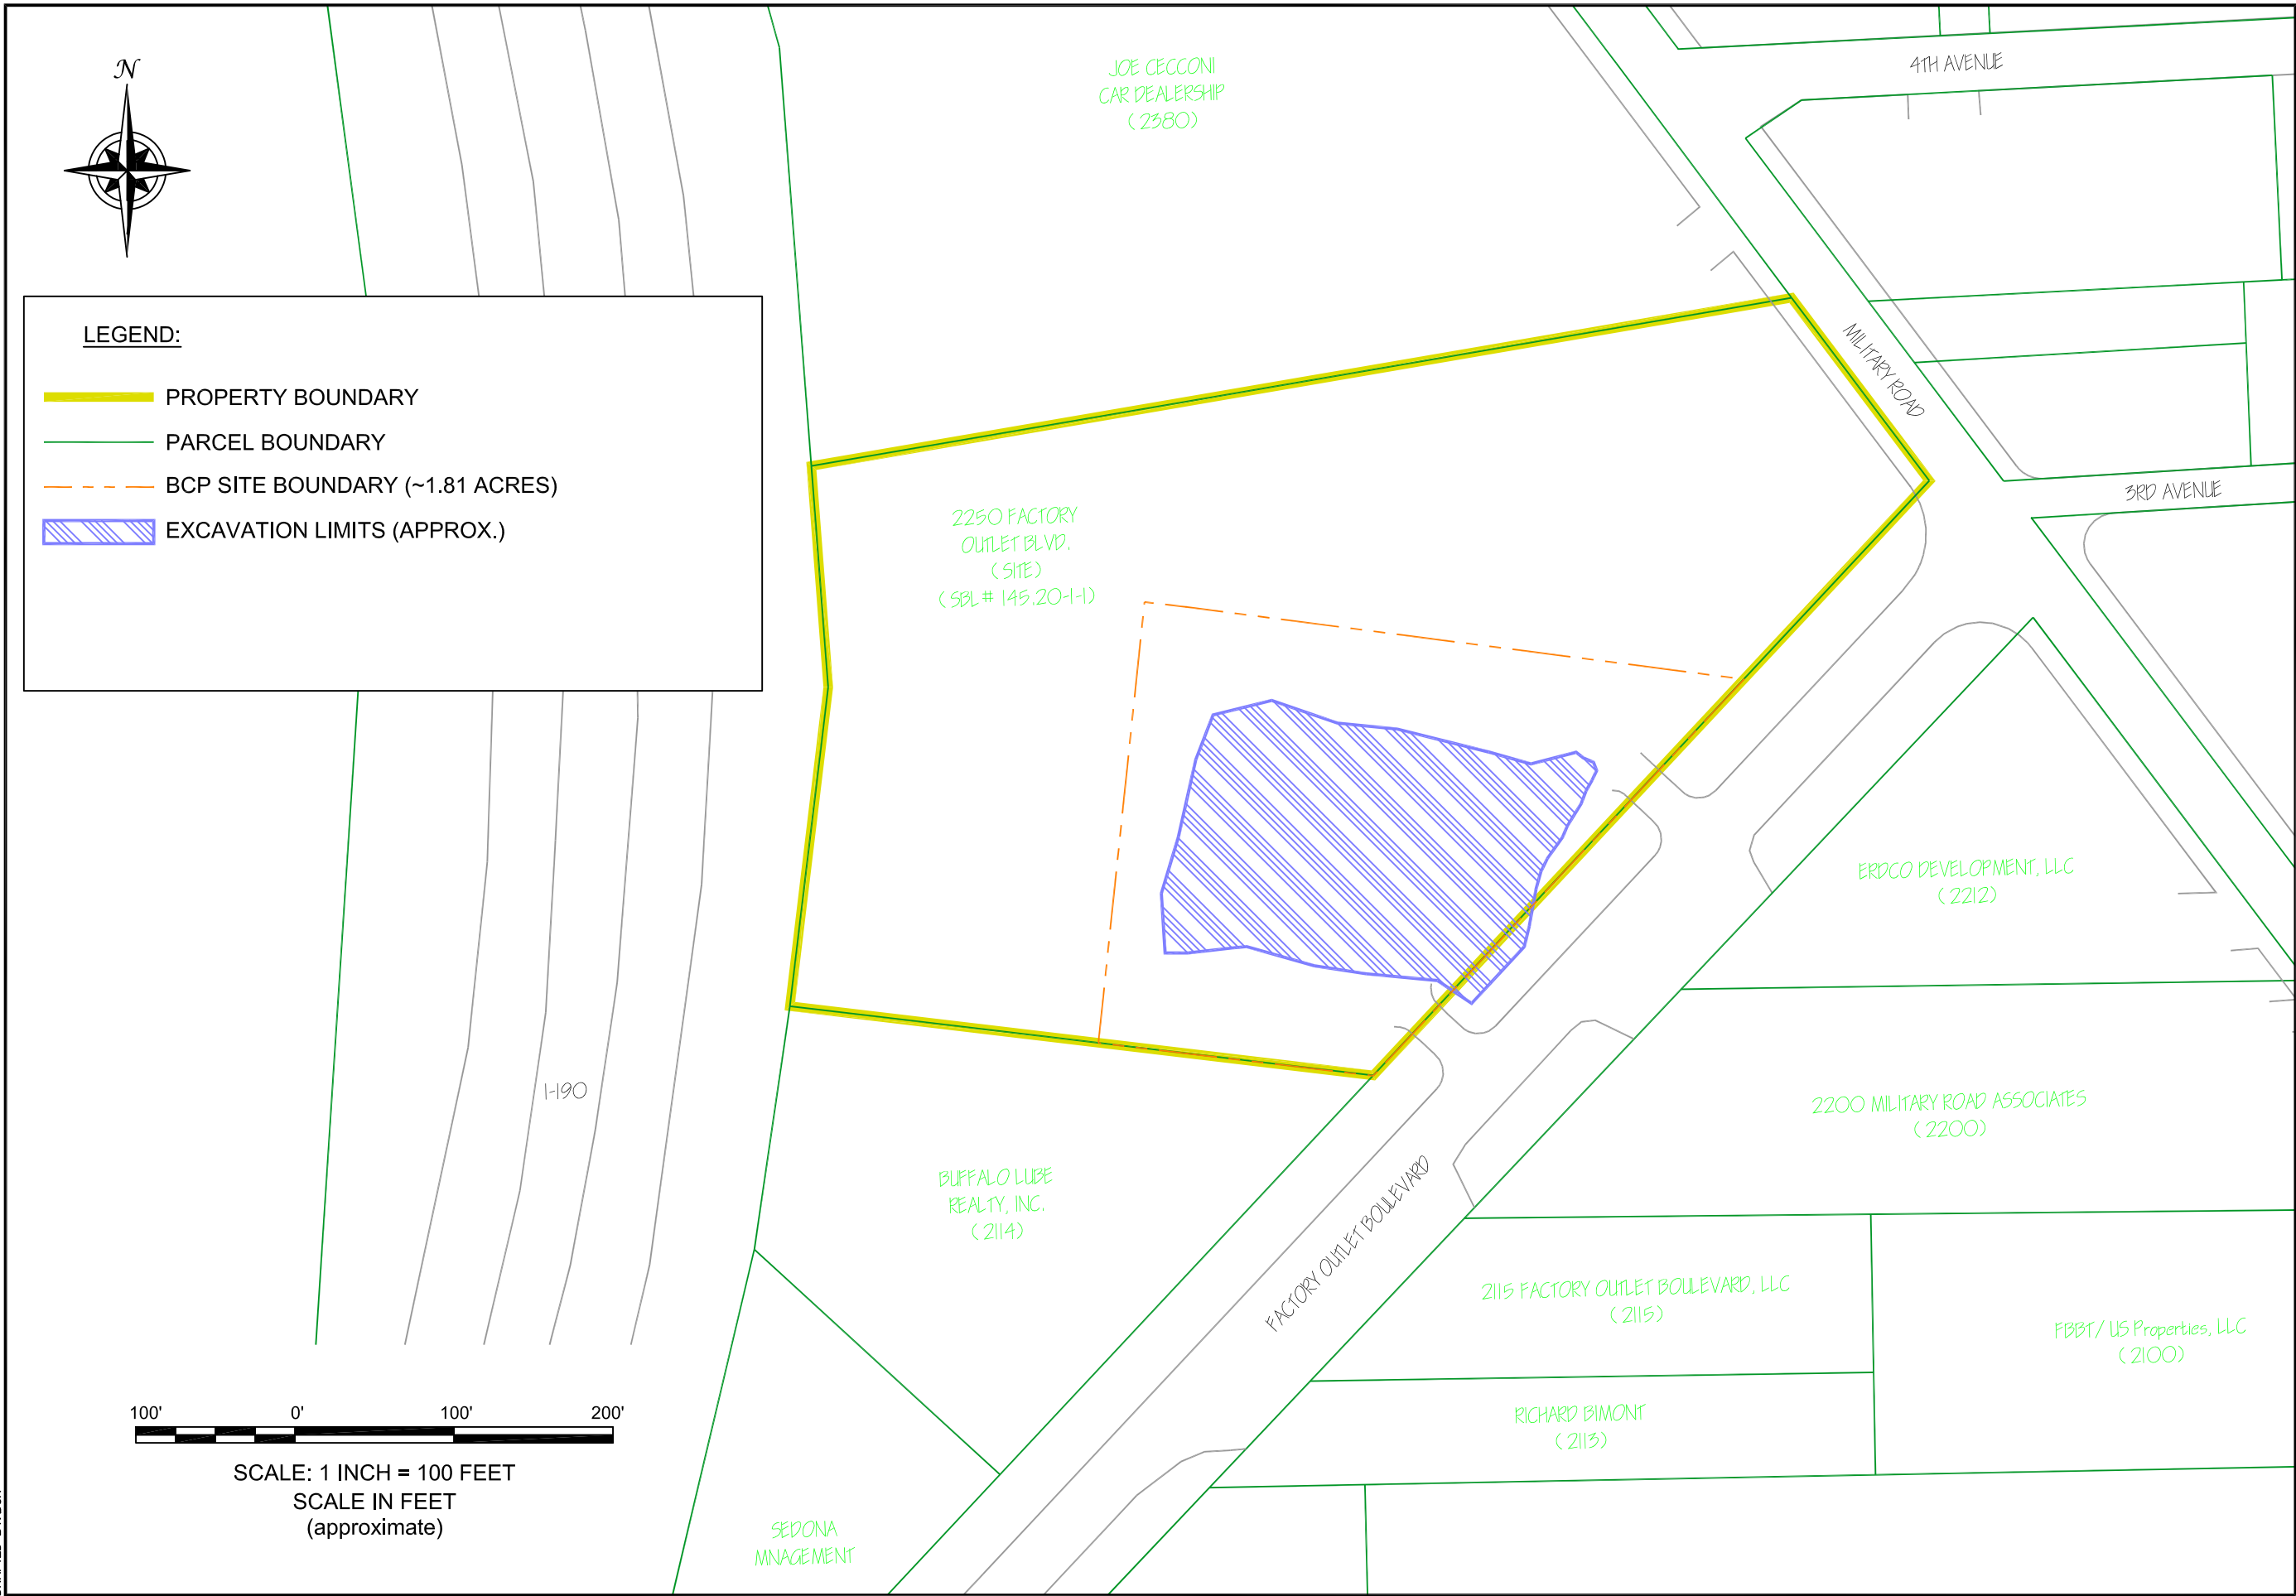 N
JOE CECCONI
CAR DEALERSHIP
(2380)
4TH AVENUE
LEGEND:
PROPERTY BOUNDARY
PARCEL BOUNDARY
BCP SITE BOUNDARY (~1.81 ACRES)
EXCAVATION LIMITS (APPROX.)
MILITARY ROAD
3RD AVENUE
2250 FACTORY
OUTLET BLVD.
(SITE)
(SBL# 145.20-1-1)
ERDCO DEVELOPMENT, LLC
(2212)
I-190
2200 MILITARY ROAD ASSOCIATES
(2200)
BUFFALO LUBE
REALTY, INC.
(2114)
FACTORY OUTLET BOULEVARD
2115 FACTORY OUTLET BOULEVARD, LLC
(2115)
FBBT/ US Properties, LLC
(2100)
RICHARD BIMONT
(2113)
100' 0' 100' 200'
SCALE: 1 INCH = 100 FEET
SCALE IN FEET
(approximate)
SEDONA
MNAGEMENT